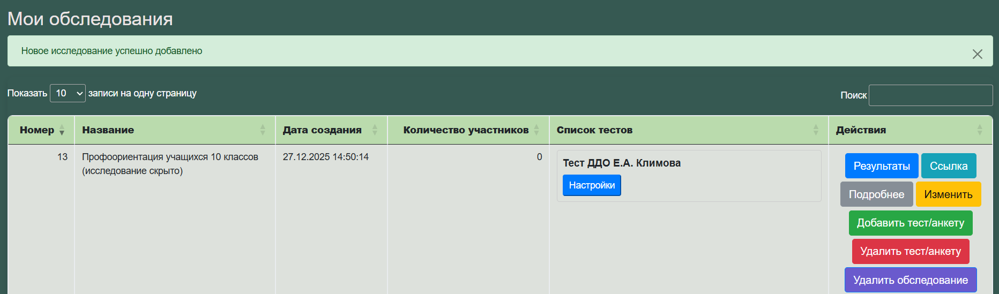 Мои обследования
Новое исследование успешно добавлено
Показать 10 записи на одну страницу
Поиск
Номер Название Дата создания Количество участников Список тестов Действия
13 Профоориентация учащихся 10 классов 27.12.2025 14:50:14 0 Тест ДДО Е.А. Климова
(исследование скрыто)
Настройки
Результаты Ссылка
Подробнее Изменить
Добавить тест/анкету
Удалить тест/анкету
Удалить обследование